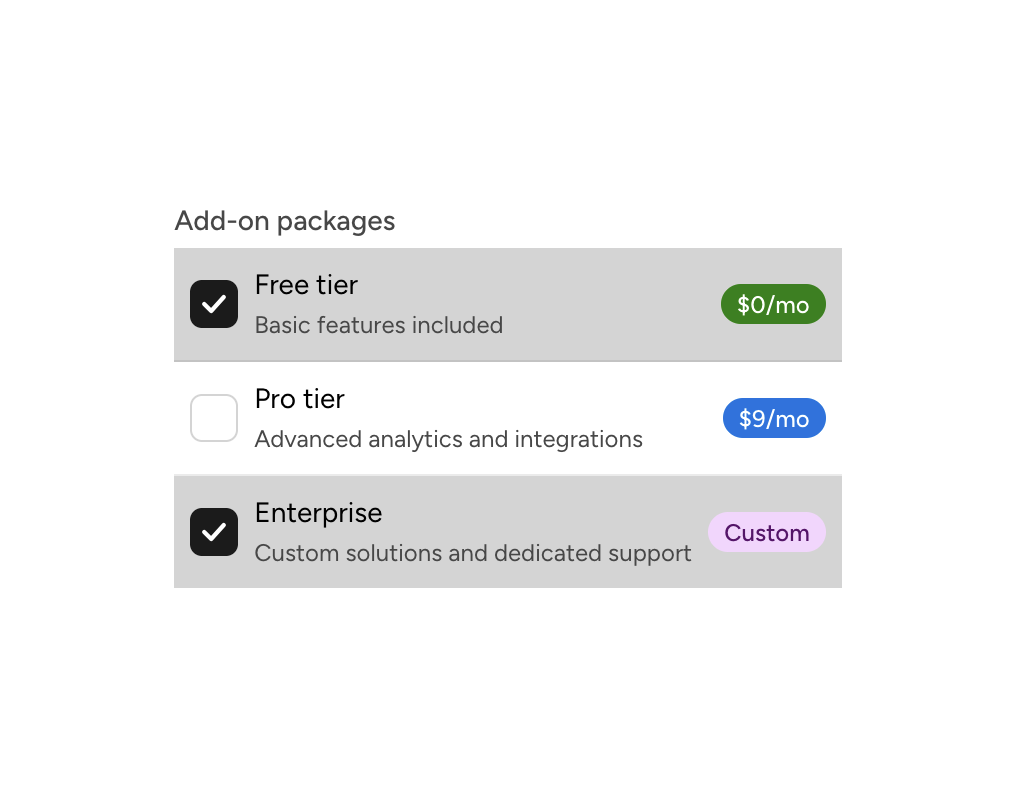 Add-on packages
Free tier
$0/mo
Basic features included
Pro tier
$9/mo
Advanced analytics and integrations
Enterprise
Custom
Custom solutions and dedicated support